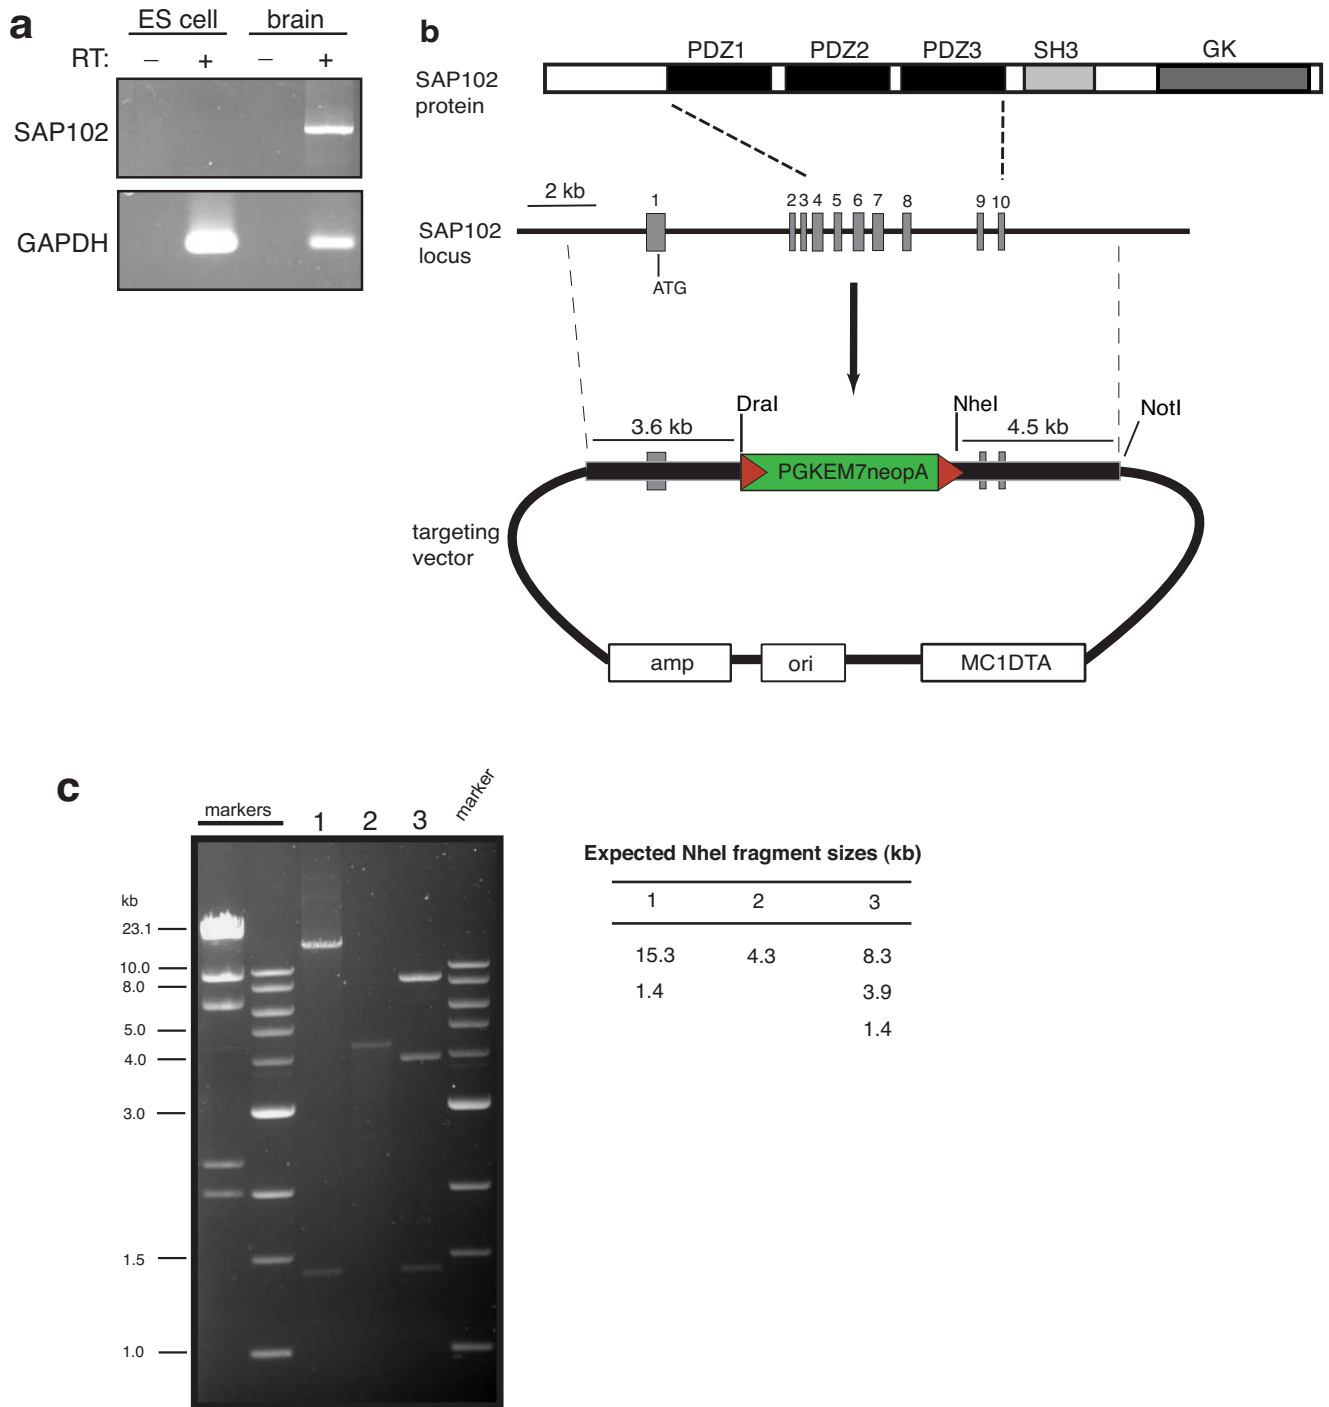 a
ES cell brain
RT: – + – +
SAP102
GAPDH
b
PDZ1 PDZ2 PDZ3 SH3 GK
SAP102
protein
2 kb
1 2 3 4 5 6 7 8 9 10
SAP102
locus
ATG
DraI NheI NotI
3.6 kb 4.5 kb
PGKEM7neopA
targeting
vector
amp ori MC1DTA
c
markers 1 2 3 marker
kb
23.1
10.0
8.0
5.0
4.0
3.0
1.5
1.0
Expected NheI fragment sizes (kb)
1 2 3
15.3 4.3 8.3
1.4 3.9
1.4